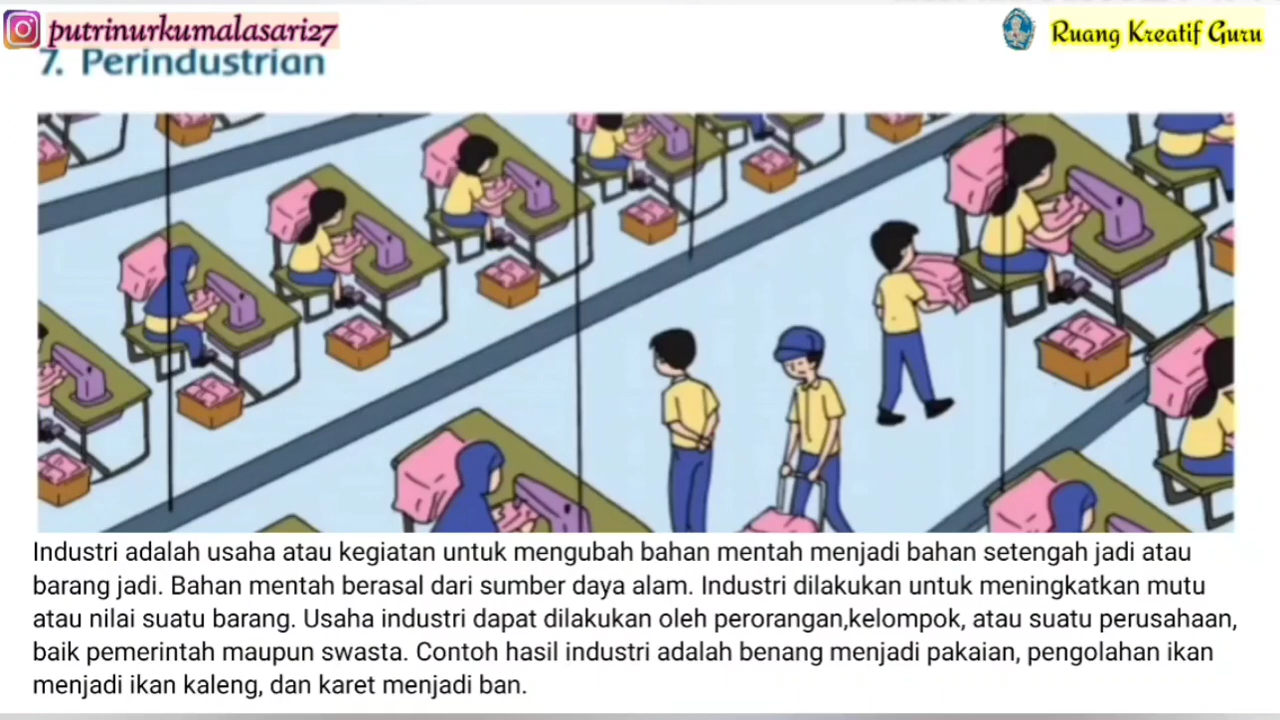 putrinurkumalasari27
Ruang Kreatif Guru
7. Perindustrian
Industri adalah usaha atau kegiatan untuk mengubah bahan mentah menjadi bahan setengah jadi atau
barang jadi. Bahan mentah berasal dari sumber daya alam. Industri dilakukan untuk meningkatkan mutu
atau nilai suatu barang. Usaha industri dapat dilakukan oleh perorangan,kelompok, atau suatu perusahaan,
baik pemerintah maupun swasta. Contoh hasil industri adalah benang menjadi pakaian, pengolahan ikan
menjadi ikan kaleng, dan karet menjadi ban.